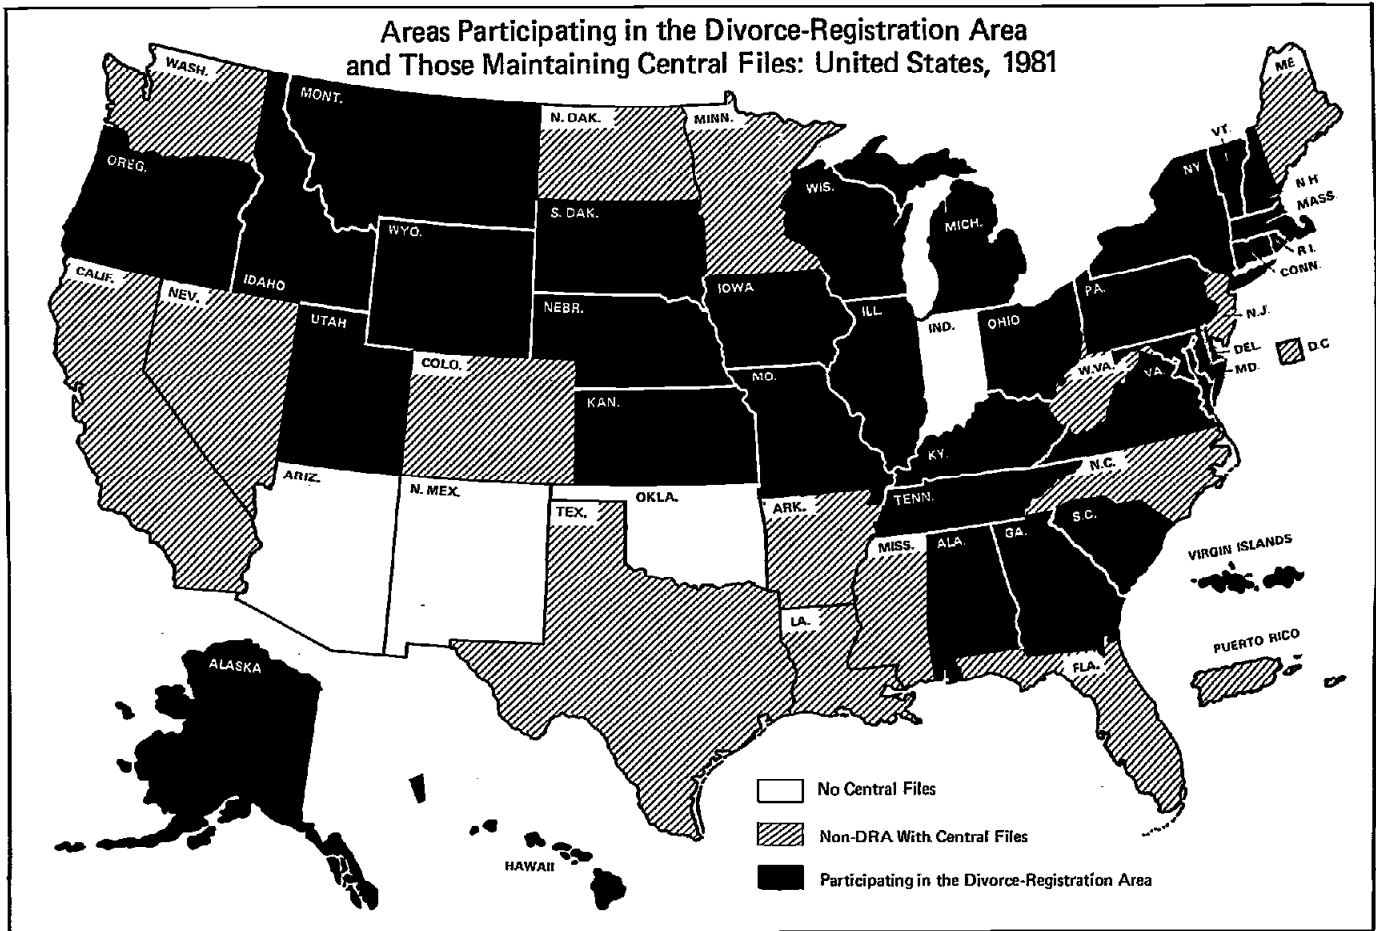 Areas Participating in the Divorce-Registration Area
and Those Maintaining Central Files: United States, 1981
WASH.
MONT.
N. DAK.
MINN.
ME
VT.
OREG.
WIS.
NY
N H
MASS.
S. DAK.
WYO.
MICH.
R I.
CONN.
CALIF.
NEV.
IDAHO
IOWA
PA.
UTAH
NEBR.
ILL.
IND.
OHIO
N.J.
DEL.
D.C
MD.
COLO.
MO.
W.VA.
VA.
KAN.
KY.
N.C.
ARIZ.
N. MEX.
OKLA.
TENN.
TEX.
ARK.
S.C.
MISS.
ALA.
GA.
VIRGIN ISLANDS
LA.
PUERTO RICO
FLA.
ALASKA
HAWAII
No Central Files
Non-DRA With Central Files
Participating in the Divorce-Registration Area